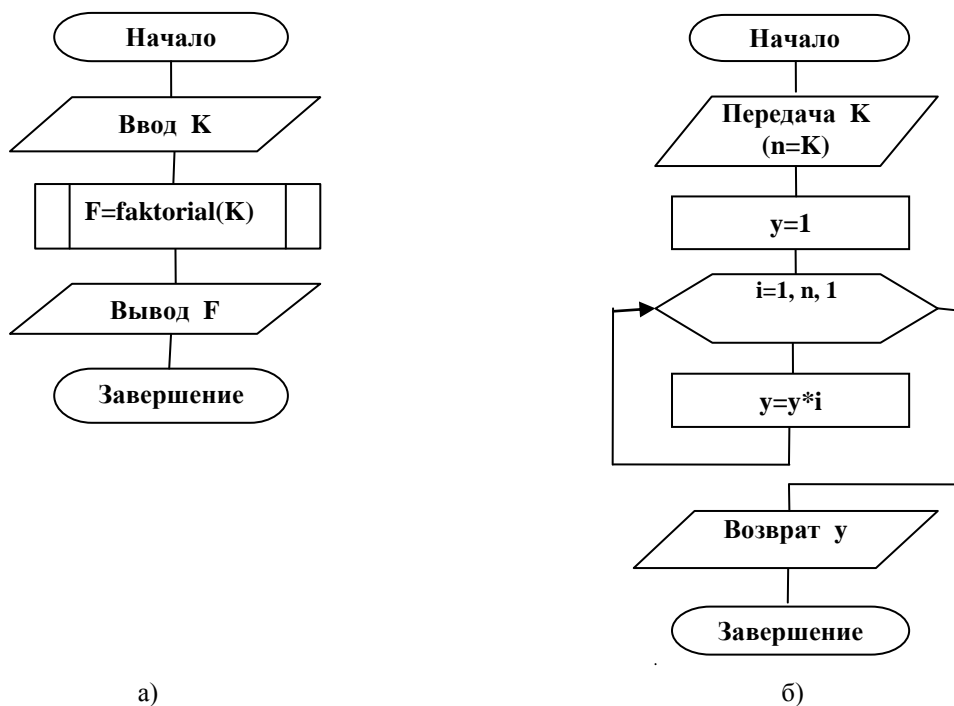 Начало
Ввод K
F=faktorial(K)
Вывод F
Завершение
а)
Начало
Передача K
(n=K)
y=1
i=1, n, 1
y=y*i
Возврат y
Завершение
б)